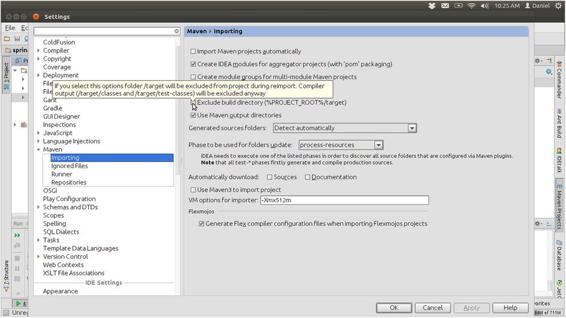 10:25 AM
Daniel
Settings
File
E
spring
Project
Z: Structure
ColdFusion
Compiler
Copyright
Coverage
Deployment
File
File
Gant
Gradle
GUI Designer
Inspections
JavaScript
Language Injections
Maven
Importing
Ignored Files
Runner
Repositories
OSGi
Play Configuration
Schemas and DTDs
Scopes
Spelling
SQL Dialects
Tasks
Template Data Languages
Version Control
Web Contexts
XSLT File Associations
IDE Settings
Appearance
Maven › Importing
Import Maven projects automatically
Create IDEA modules for aggregator projects (with 'pom' packaging)
Create module groups for multi-module Maven projects
If you select this options folder /target will be excluded from project during reimport. Compiler
output (/target/classes and /target/test-classes) will be excluded anyway
Exclude build directory (%PROJECT_ROOT%/target)
Use Maven output directories
Generated sources folders: Detect automatically
Phase to be used for folders update: process-resources
IDEA needs to execute one of the listed phases in order to discover all source folders that are configured via Maven plugins.
Note that all test-* phases firstly generate and compile production sources.
Automatically download: Sources Documentation
Use Maven3 to import project
VM options for importer: -Xmx512m
Flexmojos
Generate Flex compiler configuration files when importing Flexmojos projects
OK Cancel Apply Help
Commander
Ant Build
IDEtalk
Maven Projects
Database